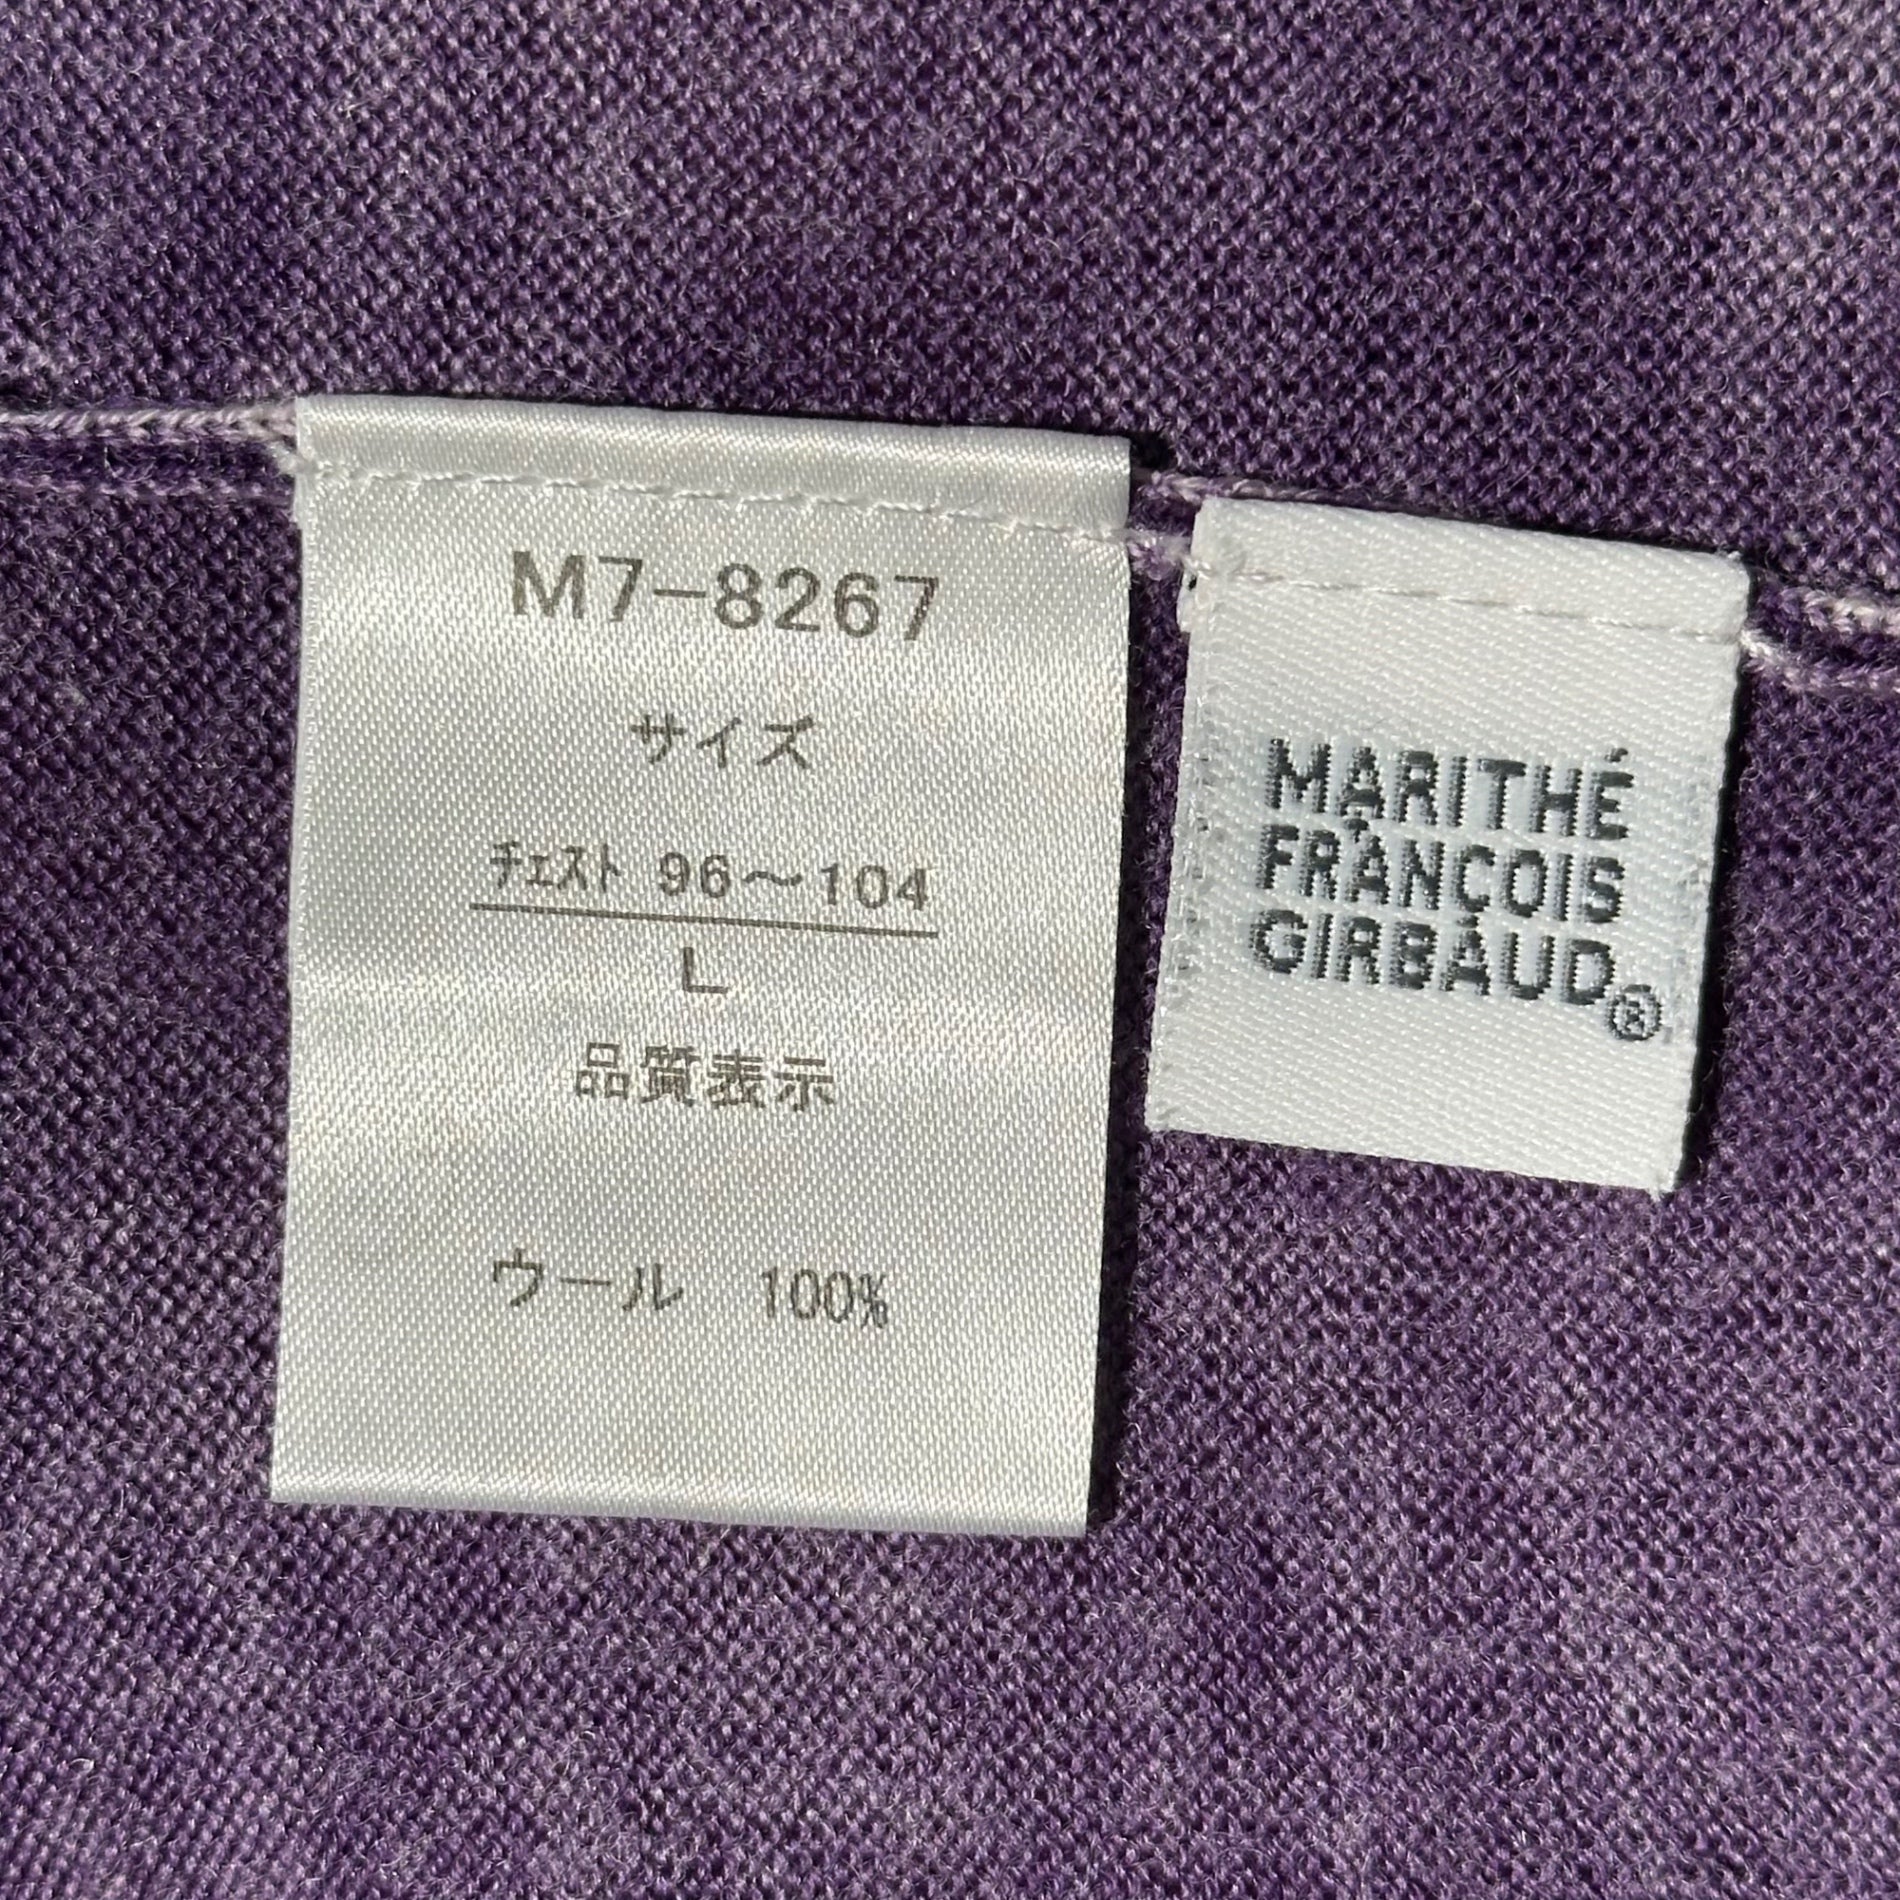 M7-8267
サイズ
チェスト 96～104
L
品質表示
ウール 100%
MARITHÉ
FRANÇOIS
GIRBAUD®